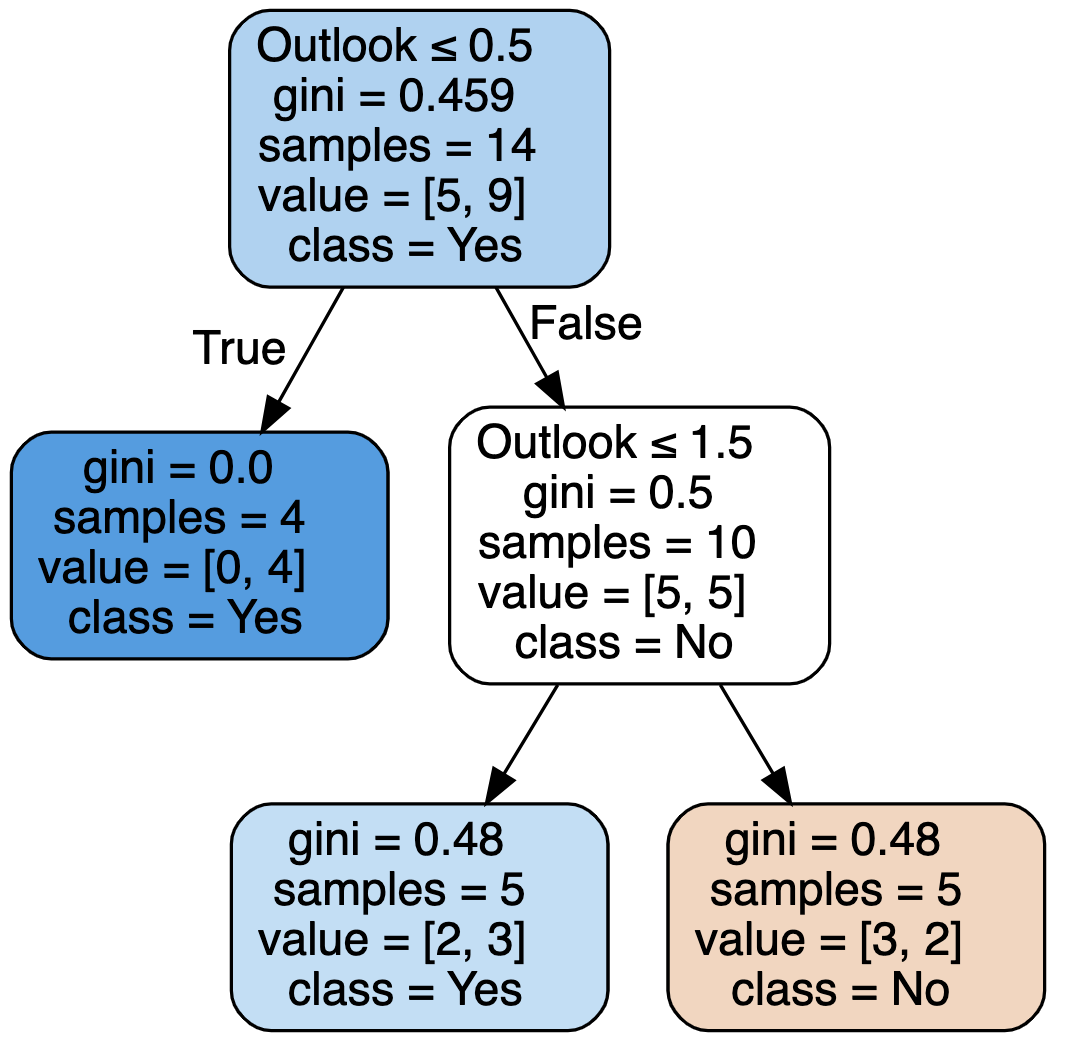 Outlook ≤ 0.5
gini = 0.459
samples = 14
value = [5, 9]
class = Yes
True
False
gini = 0.0
samples = 4
value = [0, 4]
class = Yes
Outlook ≤ 1.5
gini = 0.5
samples = 10
value = [5, 5]
class = No
gini = 0.48
samples = 5
value = [2, 3]
class = Yes
gini = 0.48
samples = 5
value = [3, 2]
class = No